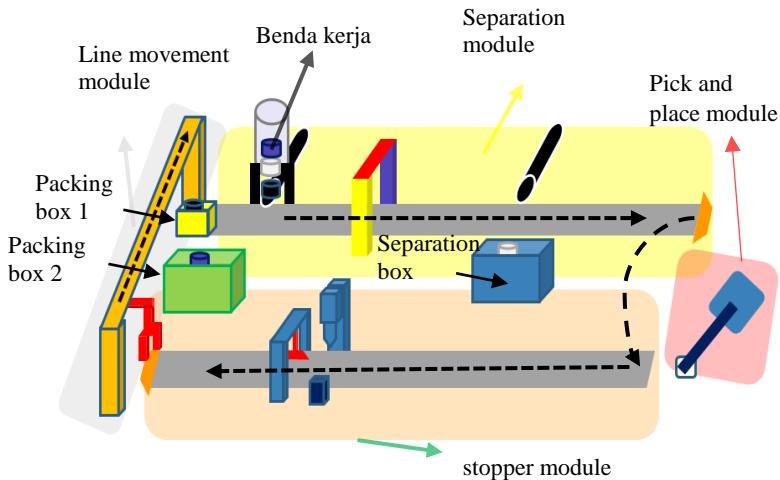 Line movement
module
Benda kerja
Separation
module
Pick and
place module
Packing
box 1
Packing
box 2
Separation
box
stopper module